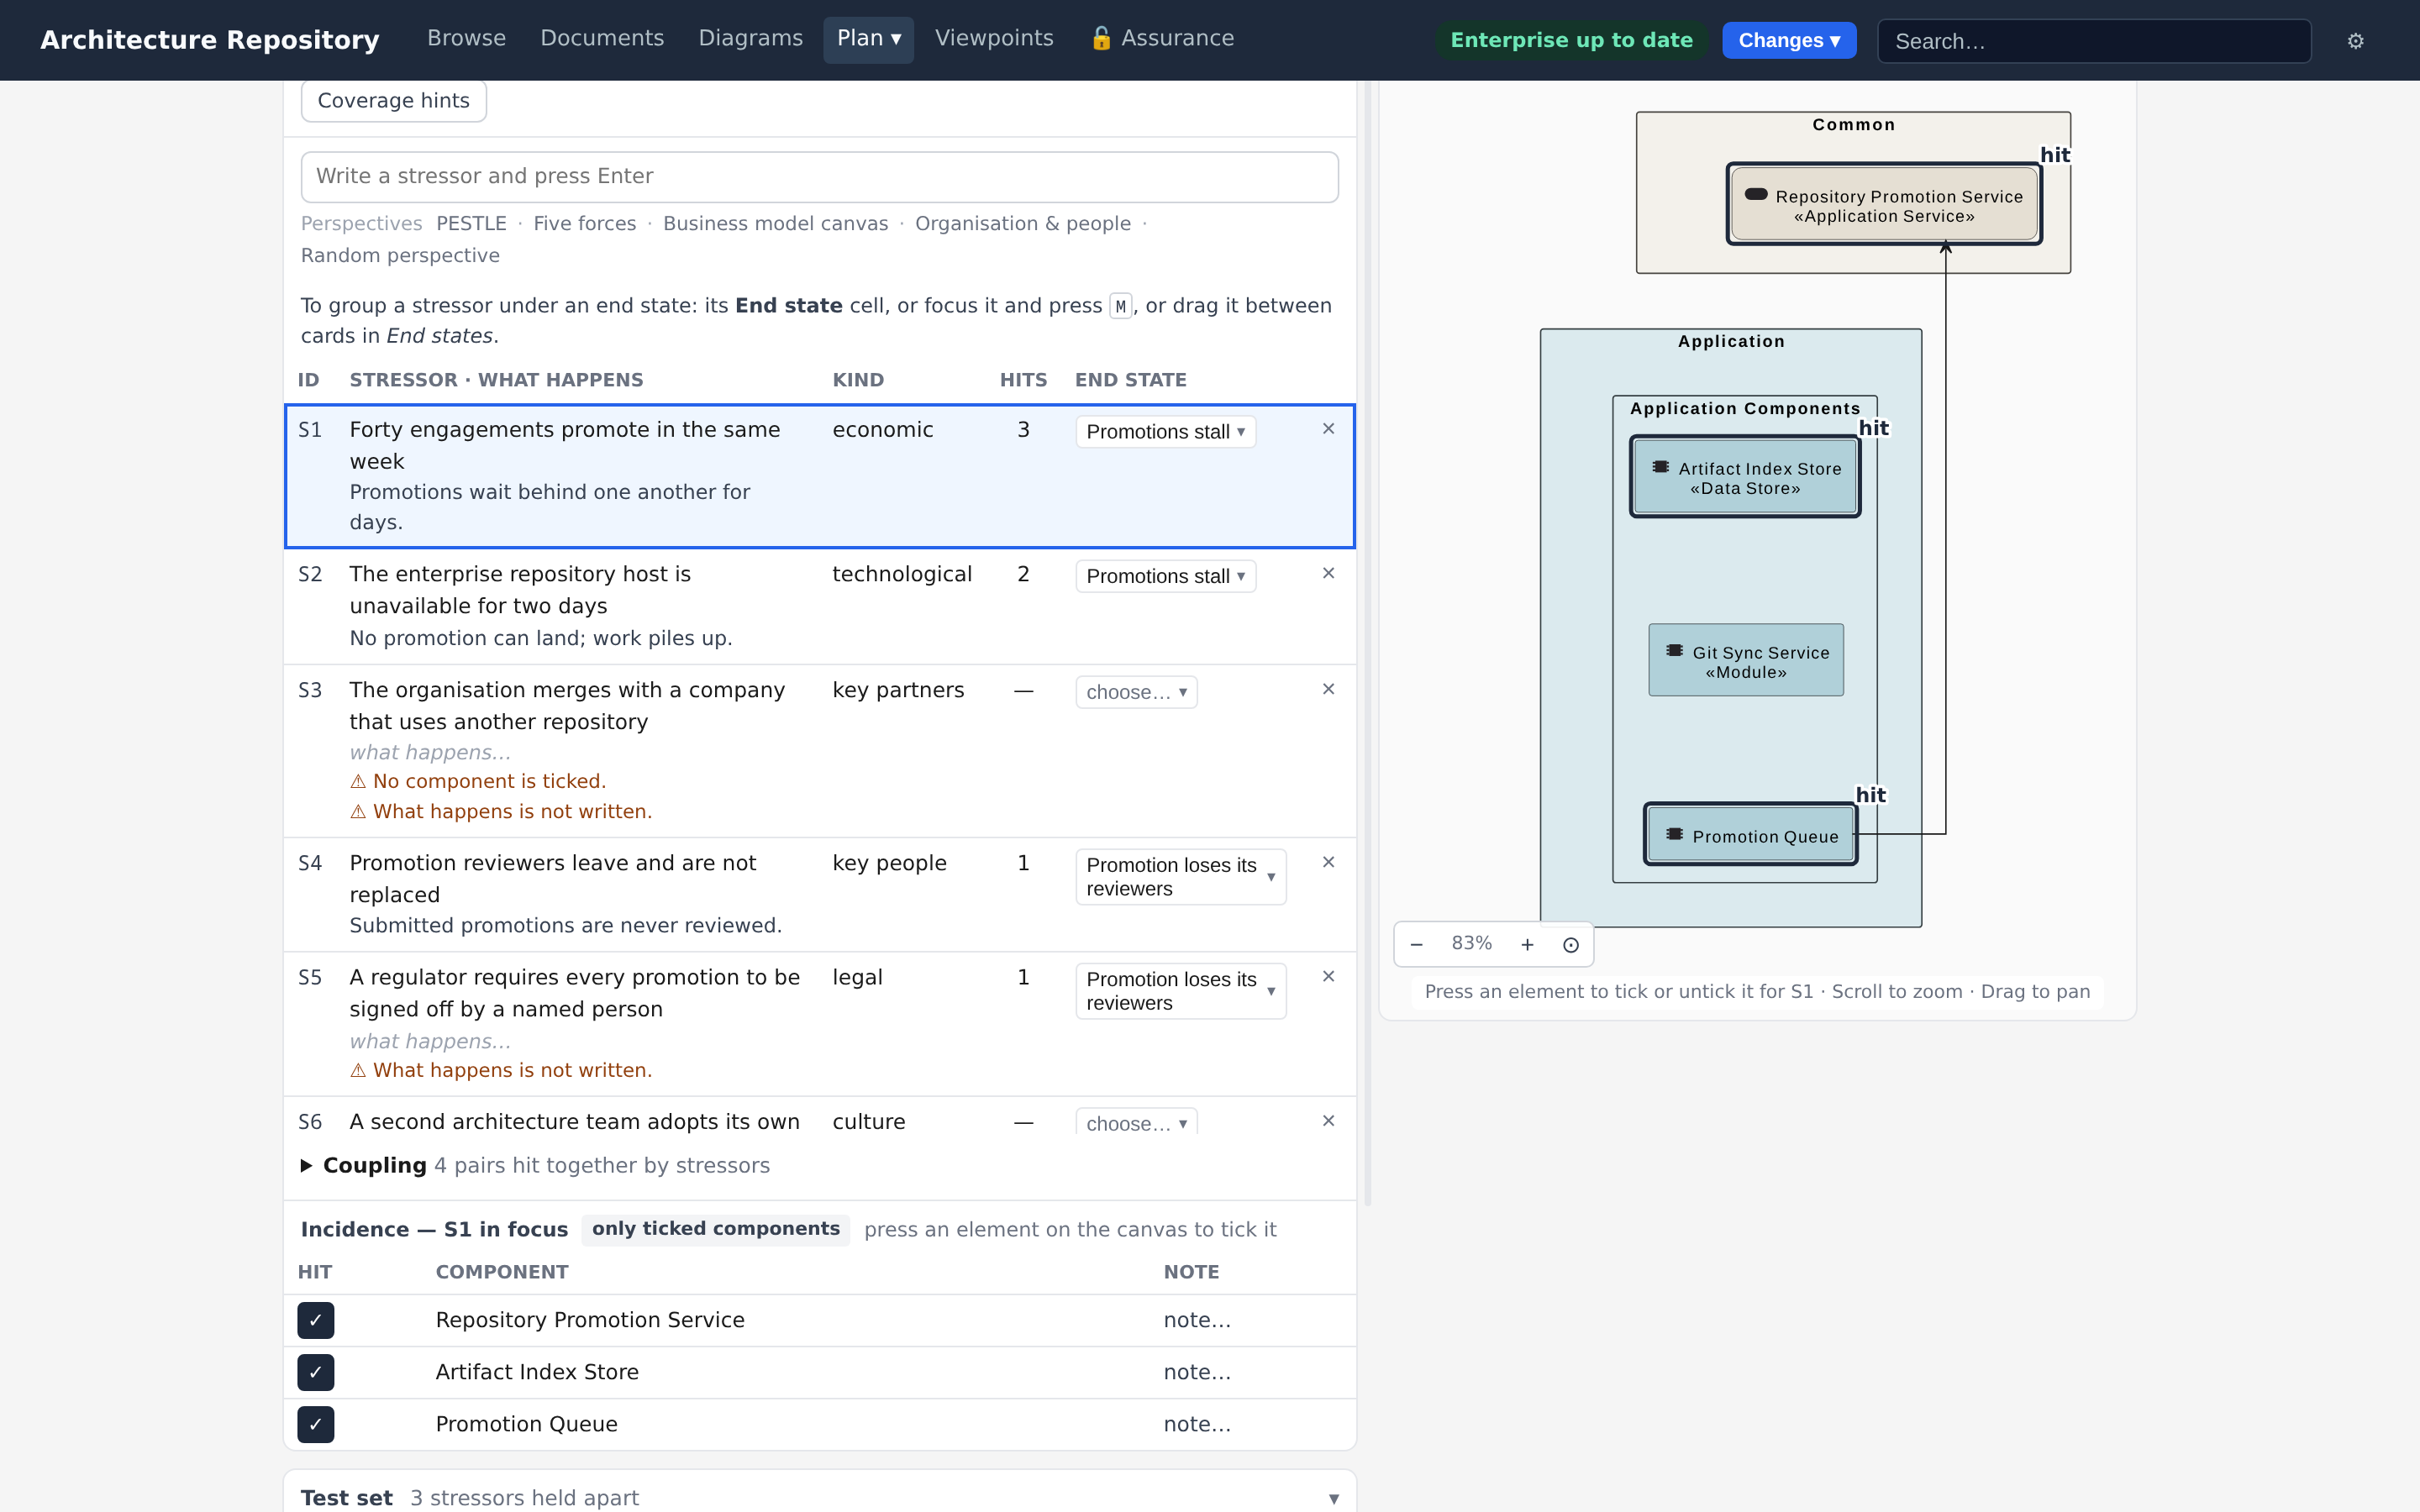 Architecture Repository
Browse
Documents
Diagrams
Plan ▾
Viewpoints
🔓 Assurance
Enterprise up to date
Changes ▾
Search…
Coverage hints
Write a stressor and press Enter
Perspectives PESTLE · Five forces · Business model canvas · Organisation & people ·
Random perspective
To group a stressor under an end state: its End state cell, or focus it and press M, or drag it between
cards in End states.
ID STRESSOR · WHAT HAPPENS KIND HITS END STATE
S1 Forty engagements promote in the same economic 3 Promotions stall ▾ ×
week
Promotions wait behind one another for
days.
S2 The enterprise repository host is technological 2 Promotions stall ▾ ×
unavailable for two days
No promotion can land; work piles up.
S3 The organisation merges with a company key partners — choose… ▾ ×
that uses another repository
what happens…
⚠ No component is ticked.
⚠ What happens is not written.
S4 Promotion reviewers leave and are not key people 1 Promotion loses its ▾ ×
replaced reviewers
Submitted promotions are never reviewed.
S5 A regulator requires every promotion to be legal 1 Promotion loses its ▾ ×
signed off by a named person reviewers
what happens…
⚠ What happens is not written.
S6 A second architecture team adopts its own culture — choose… ▾ ×
▶ Coupling 4 pairs hit together by stressors
Incidence — S1 in focus only ticked components press an element on the canvas to tick it
HIT COMPONENT NOTE
✓ Repository Promotion Service note…
✓ Artifact Index Store note…
✓ Promotion Queue note…
Test set 3 stressors held apart ▾
Common
hit
Repository Promotion Service
«Application Service»
Application
Application Components
hit
Artifact Index Store
«Data Store»
Git Sync Service
«Module»
hit
Promotion Queue
− 83% + ⊙
Press an element to tick or untick it for S1 · Scroll to zoom · Drag to pan